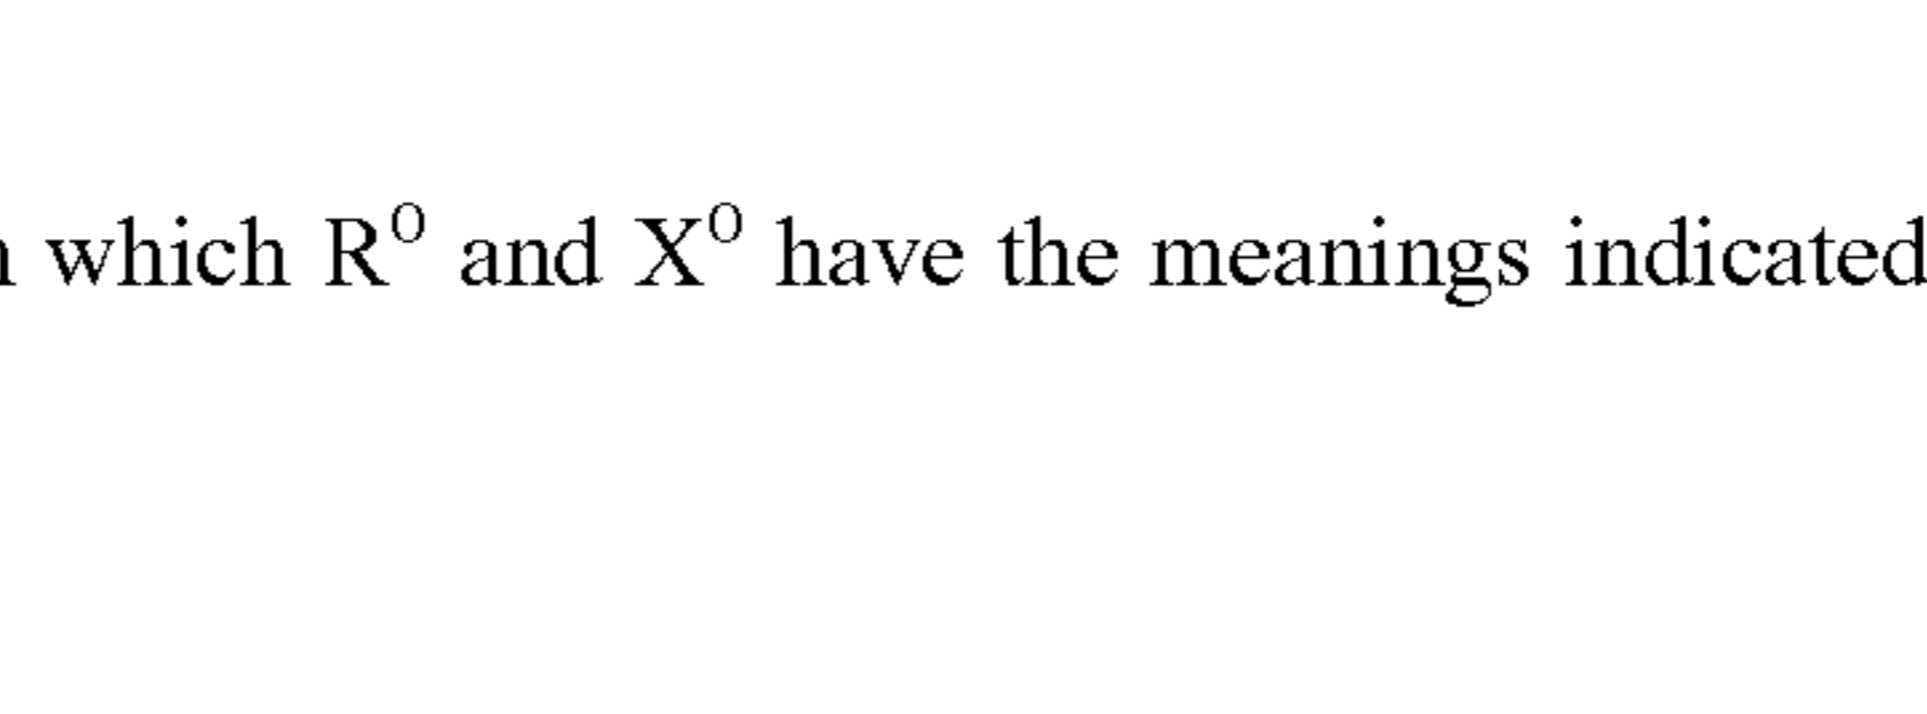 which R⁰ and X⁰ have the meanings indicated